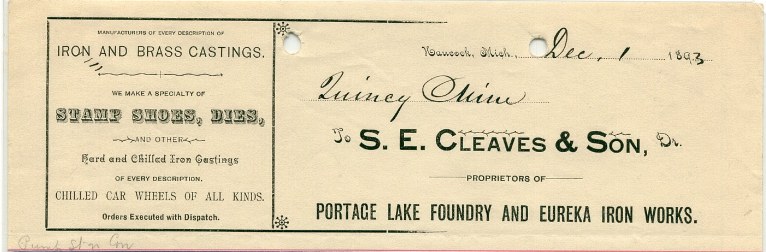 MANUFACTURERS OF EVERY DESCRIPTION OF
IRON AND BRASS CASTINGS.
WE MAKE A SPECIALTY OF
STAMP SHOES, DIES,
AND OTHER
Hard and Chilled Iron Castings
OF EVERY DESCRIPTION.
CHILLED CAR WHEELS OF ALL KINDS.
Orders Executed with Dispatch.
Hancock, Mich., Dec. 1 1893
Quincy Mine
To S. E. CLEAVES & SON, Dr.
PROPRIETORS OF
PORTAGE LAKE FOUNDRY AND EUREKA IRON WORKS.